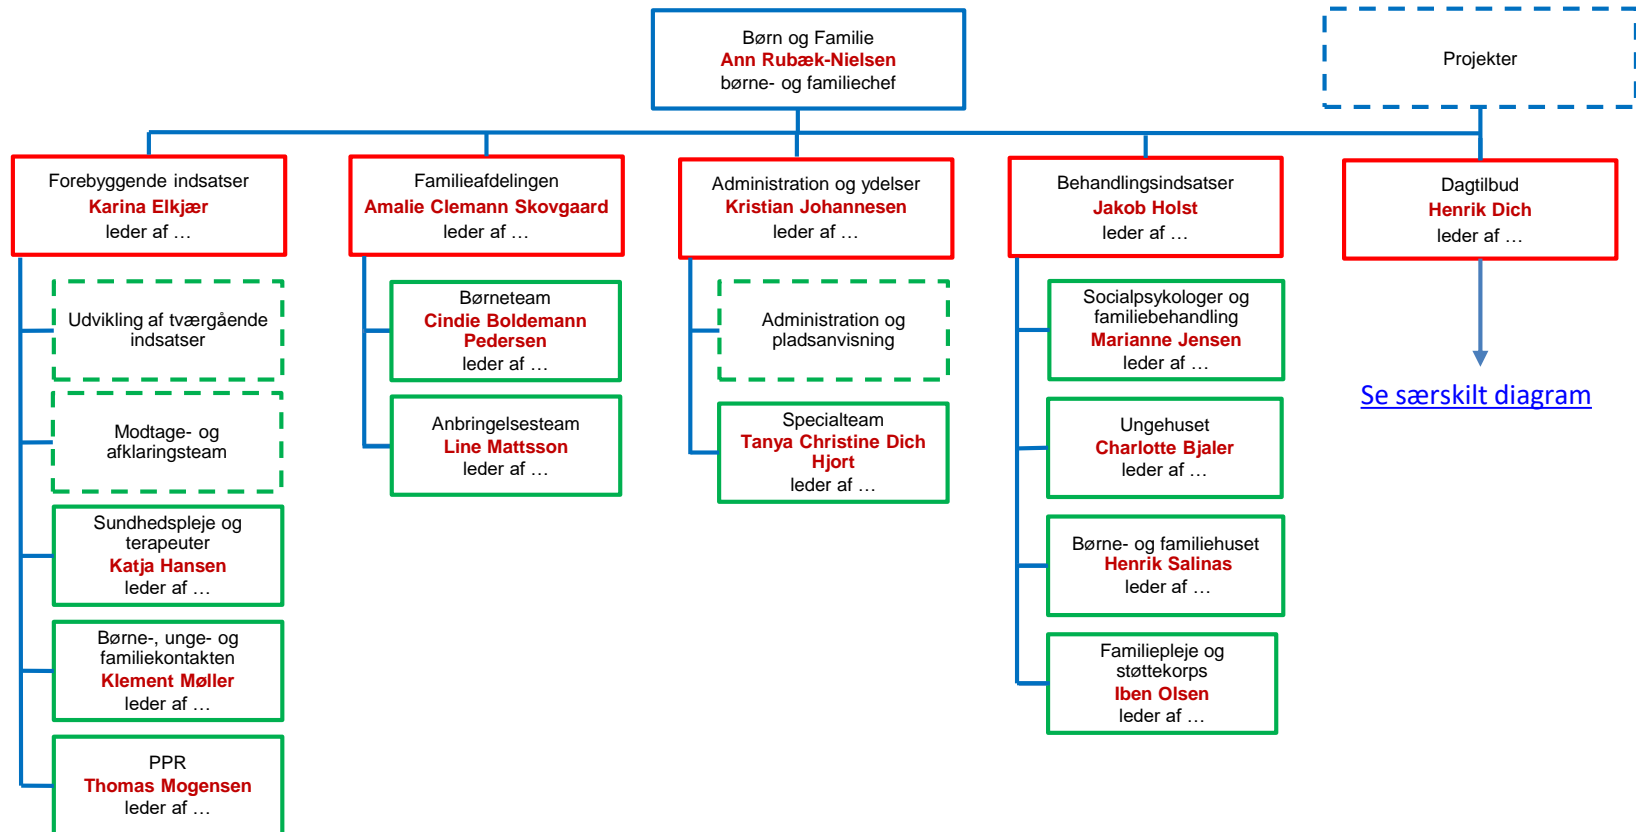 Børn og Familie
Ann Rubæk-Nielsen
børne- og familiechef
Projekter
Forebyggende indsatser
Karina Elkjær
leder af …
Familieafdelingen
Amalie Clemann Skovgaard
leder af …
Administration og ydelser
Kristian Johannesen
leder af …
Behandlingsindsatser
Jakob Holst
leder af …
Dagtilbud
Henrik Dich
leder af …
Udvikling af tværgående
indsatser
Modtage- og
afklaringsteam
Sundhedspleje og
terapeuter
Katja Hansen
leder af …
Børne-, unge- og
familiekontakten
Klement Møller
leder af …
PPR
Thomas Mogensen
leder af …
Børneteam
Cindie Boldemann
Pedersen
leder af …
Anbringelsesteam
Line Mattsson
leder af …
Administration og
pladsanvisning
Specialteam
Tanya Christine Dich
Hjort
leder af …
Socialpsykologer og
familiebehandling
Marianne Jensen
leder af …
Ungehuset
Charlotte Bjaler
leder af …
Børne- og familiehuset
Henrik Salinas
leder af …
Familiepleje og
støttekorps
Iben Olsen
leder af …
Se særskilt diagram